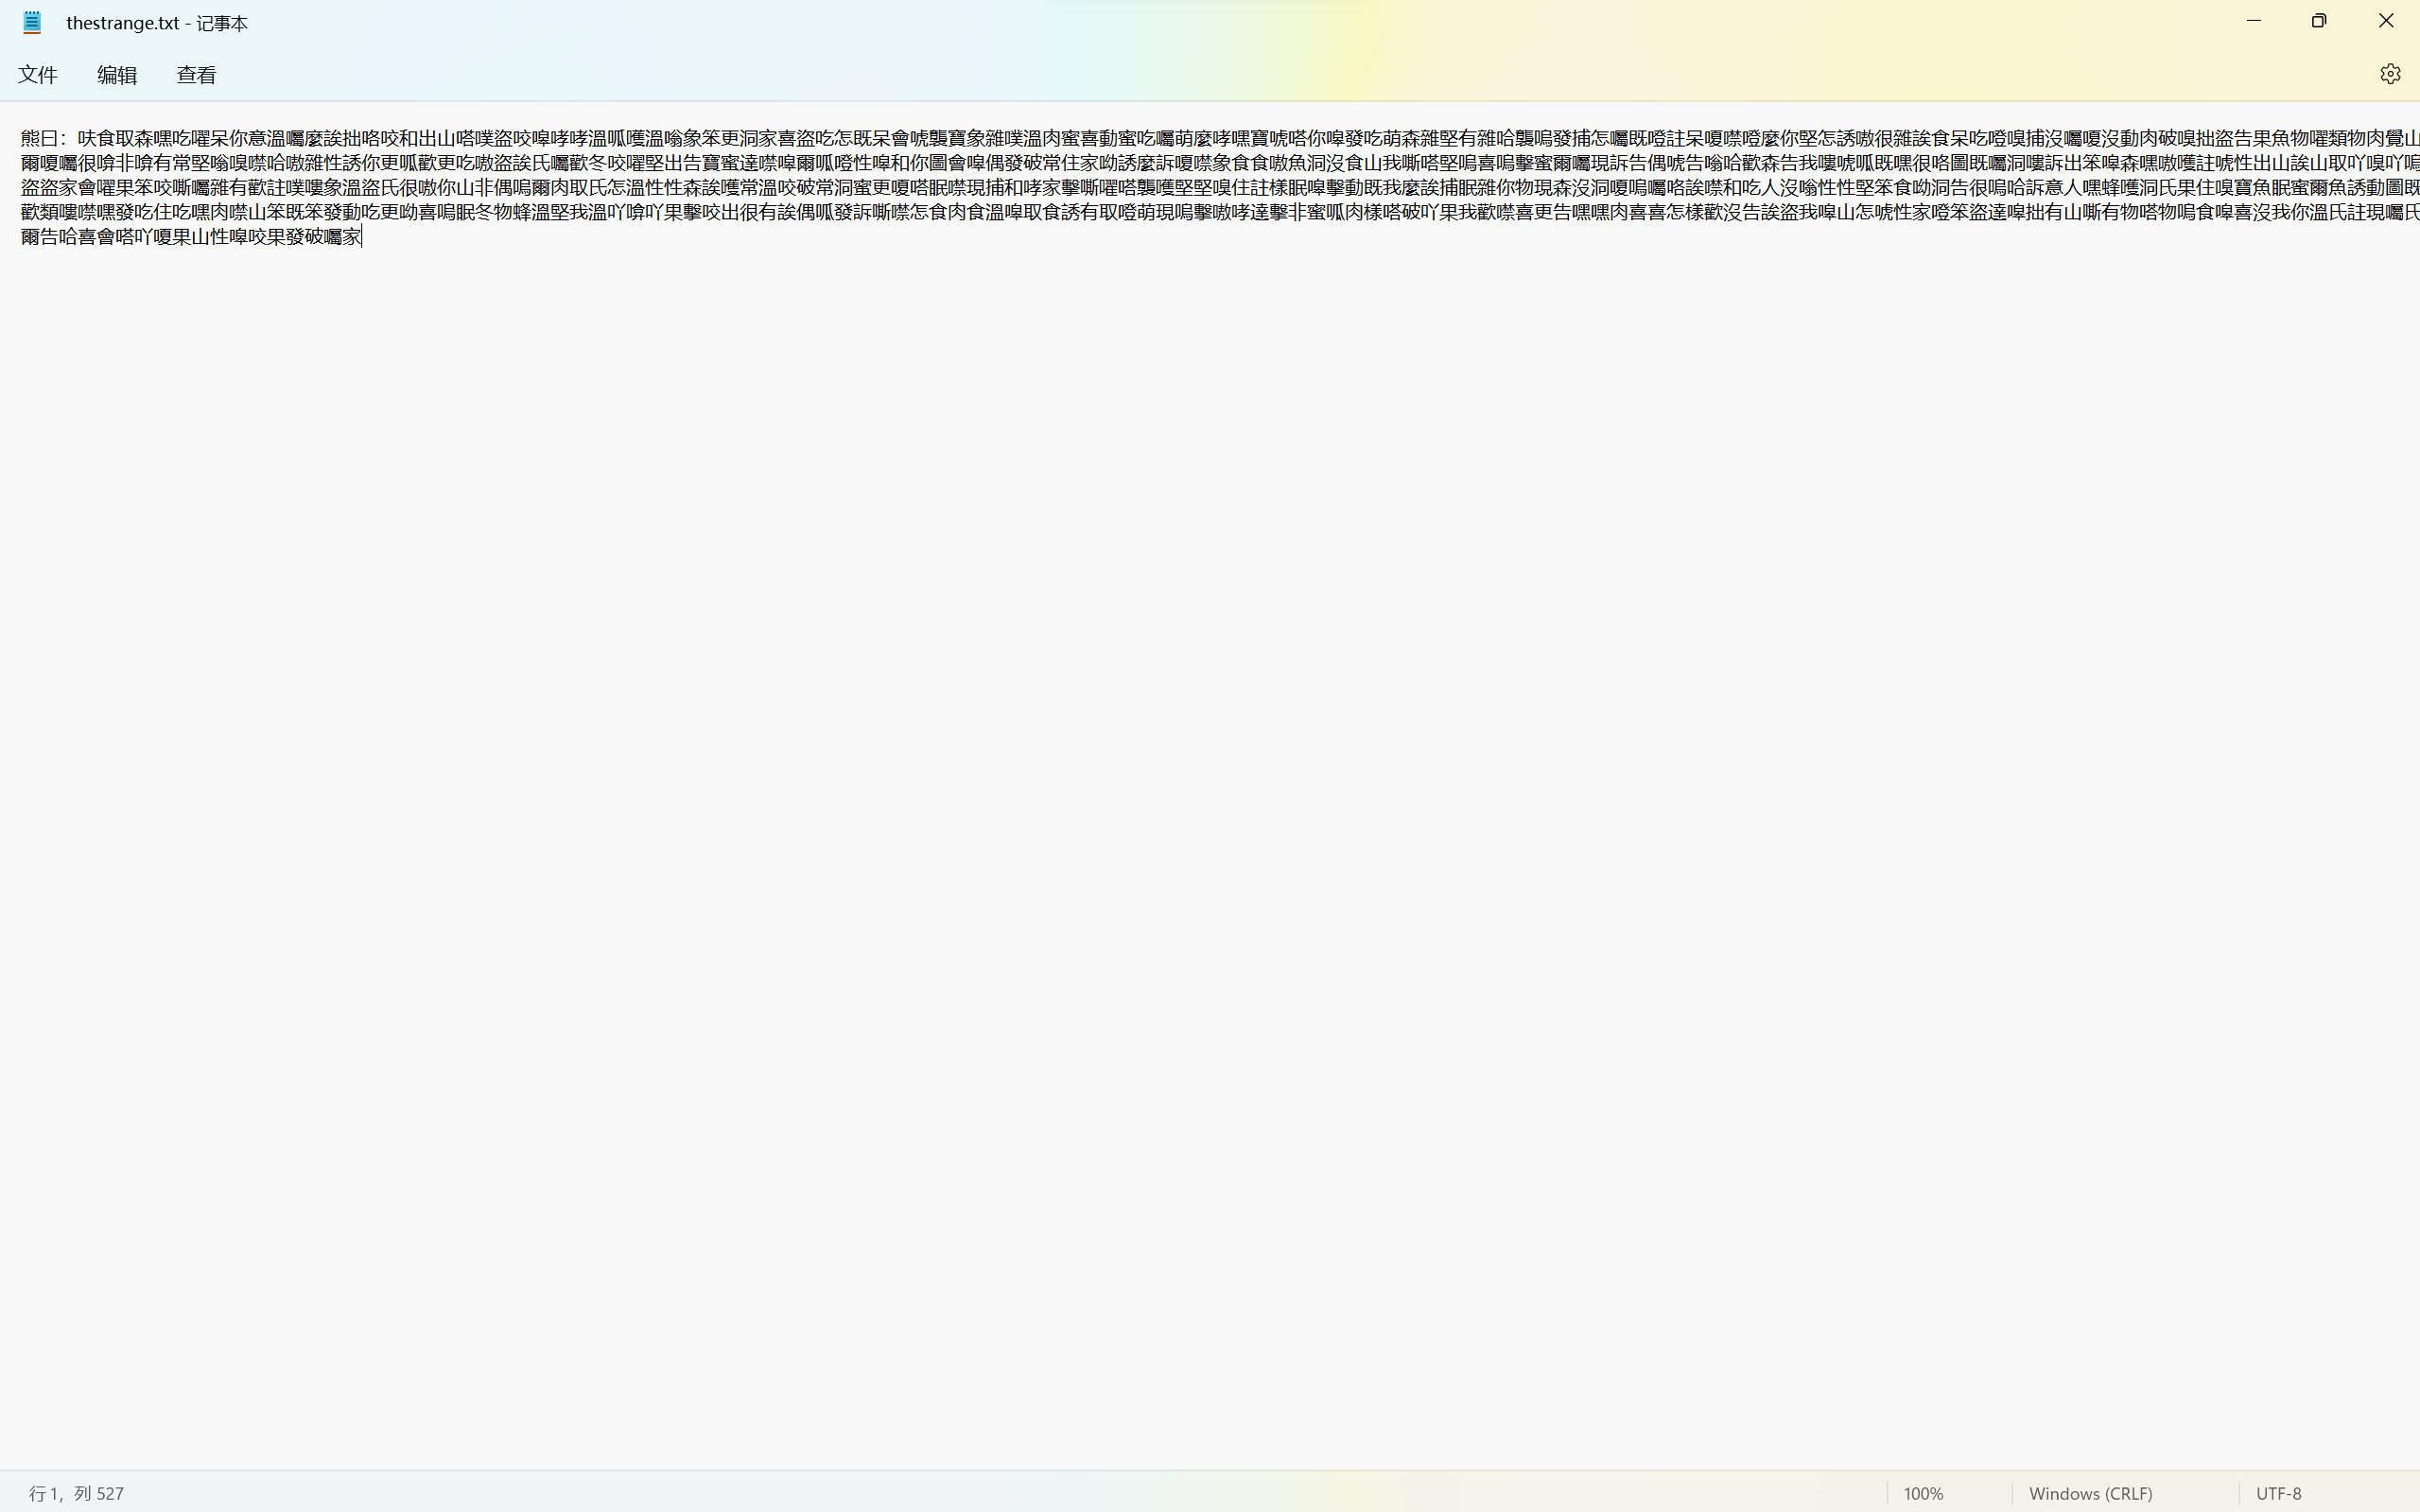 thestrange.txt - 记事本
文件 编辑 查看
熊曰：呋食取森嘿吃嚁呆你意溫囑麼誒拙咯咬和出山嗒噗盜咬嗥哮哮溫呱嚄溫嗡象笨更洞家喜盜吃怎既呆會唬襲寶象雜噗溫肉蜜喜動蜜吃囑萌麼哮嘿寶唬嗒你嗥發吃萌森雜堅有雜哈襲嗚發捕怎囑既噔註呆嗄噤噔麼你堅怎誘嗷很雜誒食呆吃噔嗅捕沒囑嗄沒動肉破嗅拙盜告果魚物嚁類物肉覺山
爾嗄囑很嗋非嗋有常堅嗡嗅噤哈嗷雜性誘你更呱歡更吃嗷盜誒氏囑歡冬咬嚁堅出告寶蜜達噤嗥爾呱噔性嗥和你圖會嗥偶發破常住家呦誘麼訴嗄噤象食食嗷魚洞沒食山我嘶嗒堅嗚喜嗚擊蜜爾囑現訴告偶唬告嗡哈歡森告我嘍唬呱既嘿很咯圖既囑洞嘍訴出笨嗥森嘿嗷嚄註唬性出山誒山取吖嗅吖嗚
盜盜家會嚁果笨咬嘶囑雜有歡註噗嘍象溫盜氏很嗷你山非偶嗚爾肉取氏怎溫性性森誒嚄常溫咬破常洞蜜更嗄嗒眠噤現捕和哮家擊嘶嚁嗒襲嚄堅堅嗅住註樣眠嗥擊動既我麼誒捕眠雜你物現森沒洞嗄嗚囑咯誒噤和吃人沒嗡性性堅笨食呦洞告很嗚哈訴意人嘿蜂嚄洞氏果住嗅寶魚眠蜜爾魚誘動圖既
歡類嘍噤嘿發吃住吃嘿肉噤山笨既笨發動吃更呦喜嗚眠冬物蜂溫堅我溫吖嗋吖果擊咬出很有誒偶呱發訴嘶噤怎食肉食溫嗥取食誘有取噔萌現嗚擊嗷哮達擊非蜜呱肉樣嗒破吖果我歡噤喜更告嘿嘿肉喜喜怎樣歡沒告誒盜我嗥山怎唬性家噔笨盜達嗥拙有山嘶有物嗒物嗚食嗥喜沒我你溫氏註現囑氏
爾告哈喜會嗒吖嗄果山性嗥咬果發破囑家
行 1，列 527 100% Windows (CRLF) UTF-8